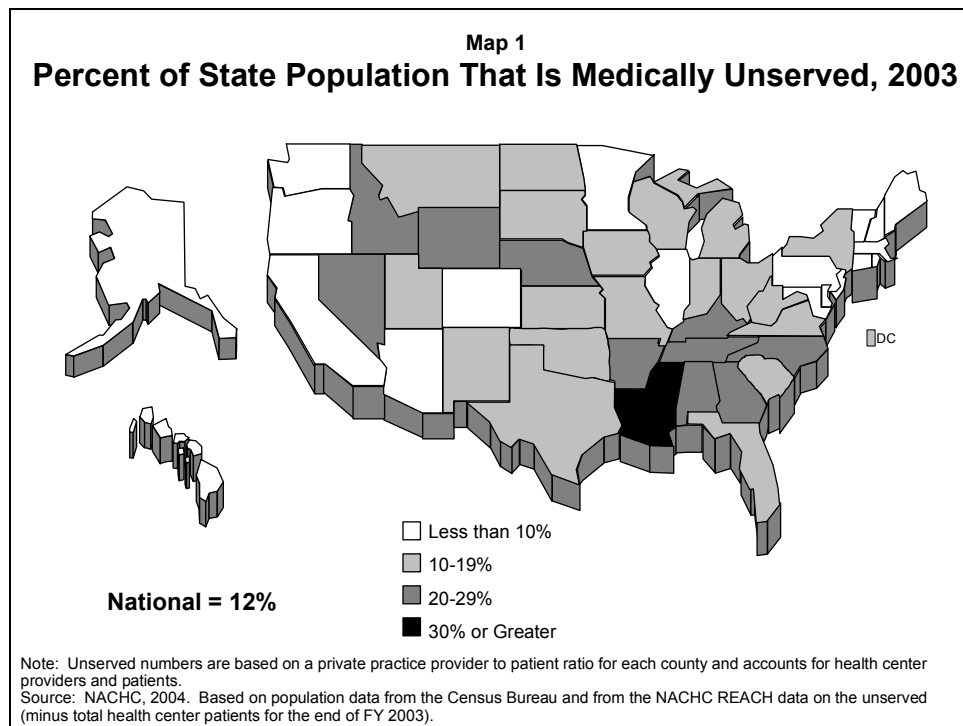 Map 1
Percent of State Population That Is Medically Unserved, 2003
DC
Less than 10%
10-19%
20-29%
30% or Greater
National = 12%
Note:  Unserved numbers are based on a private practice provider to patient ratio for each county and accounts for health center
providers and patients.
Source:  NACHC, 2004.  Based on population data from the Census Bureau and from the NACHC REACH data on the unserved
(minus total health center patients for the end of FY 2003).